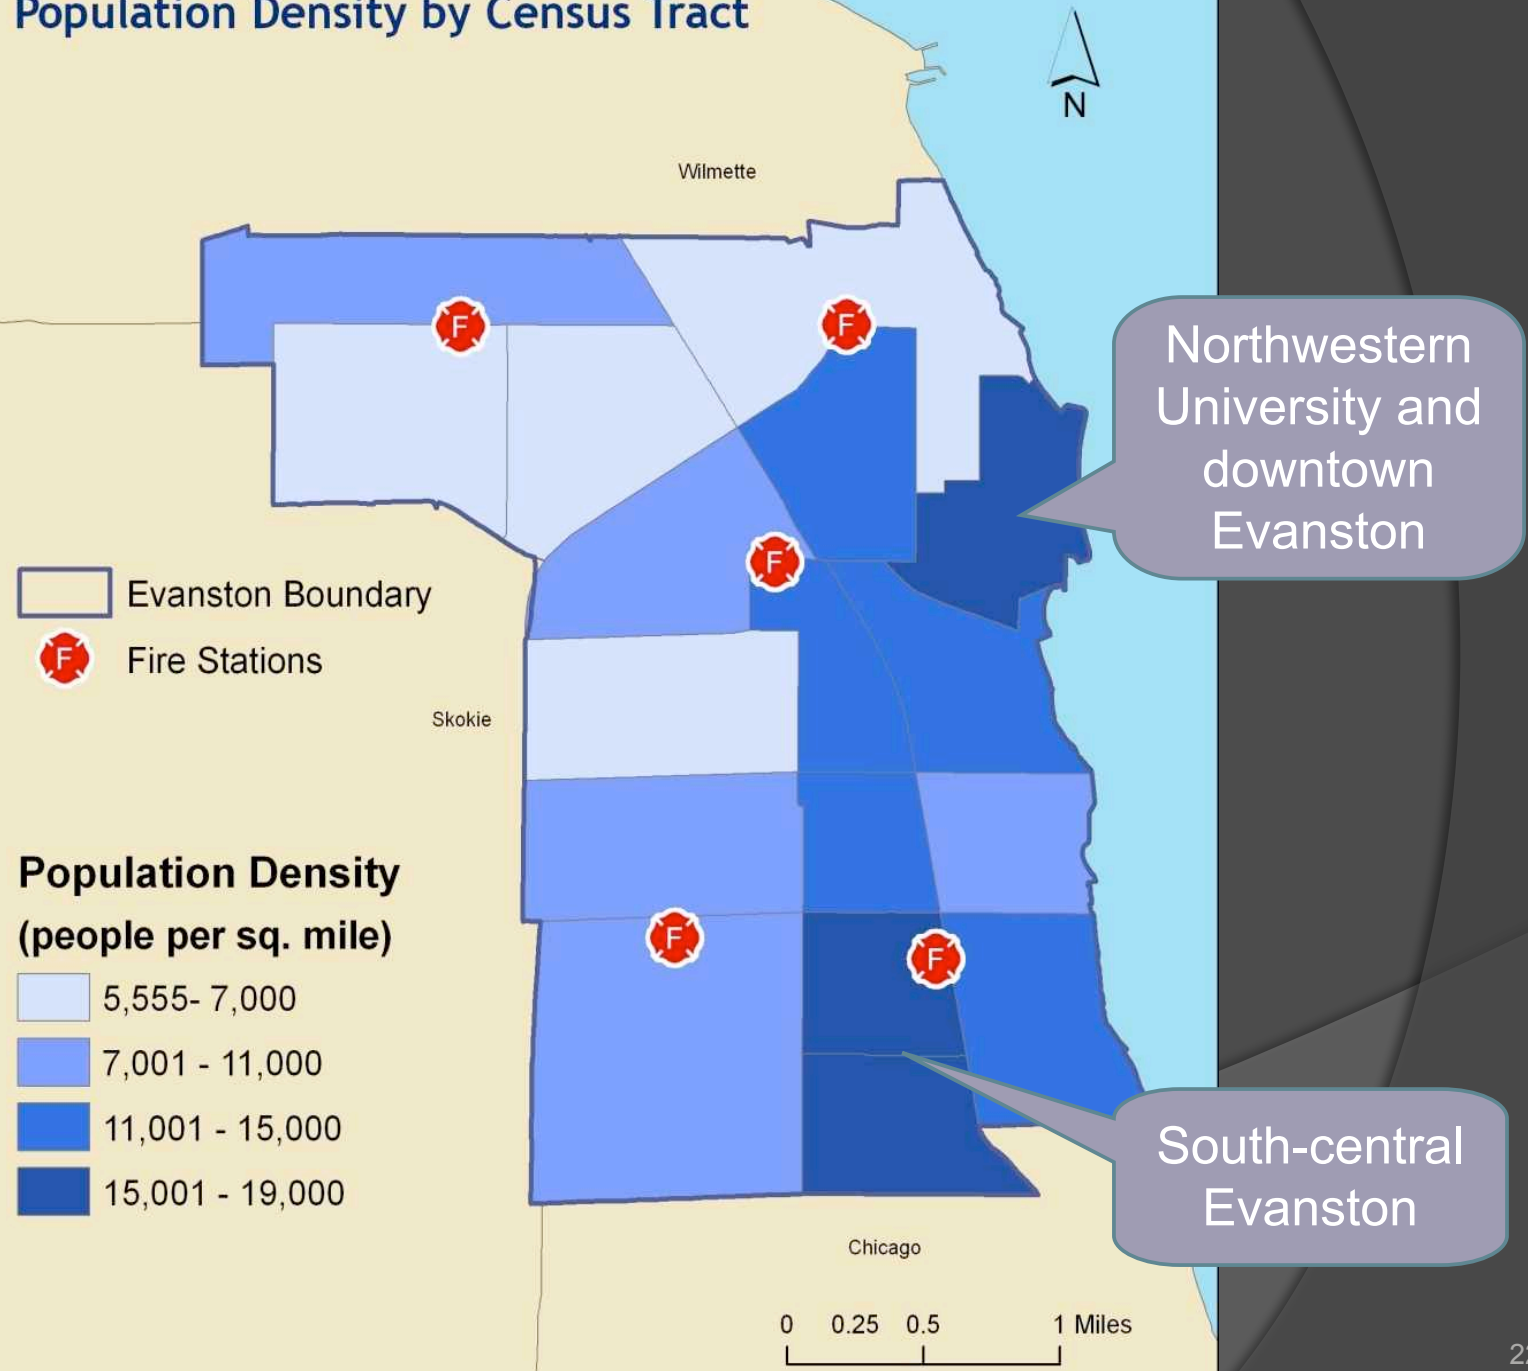 Population Density by Census Tract
N
Wilmette
F
F
Northwestern
University and
downtown
Evanston
F
Evanston Boundary
F Fire Stations
Skokie
Population Density
(people per sq. mile)
5,555- 7,000
7,001 - 11,000
11,001 - 15,000
15,001 - 19,000
F
F
South-central
Evanston
Chicago
0 0.25 0.5 1 Miles